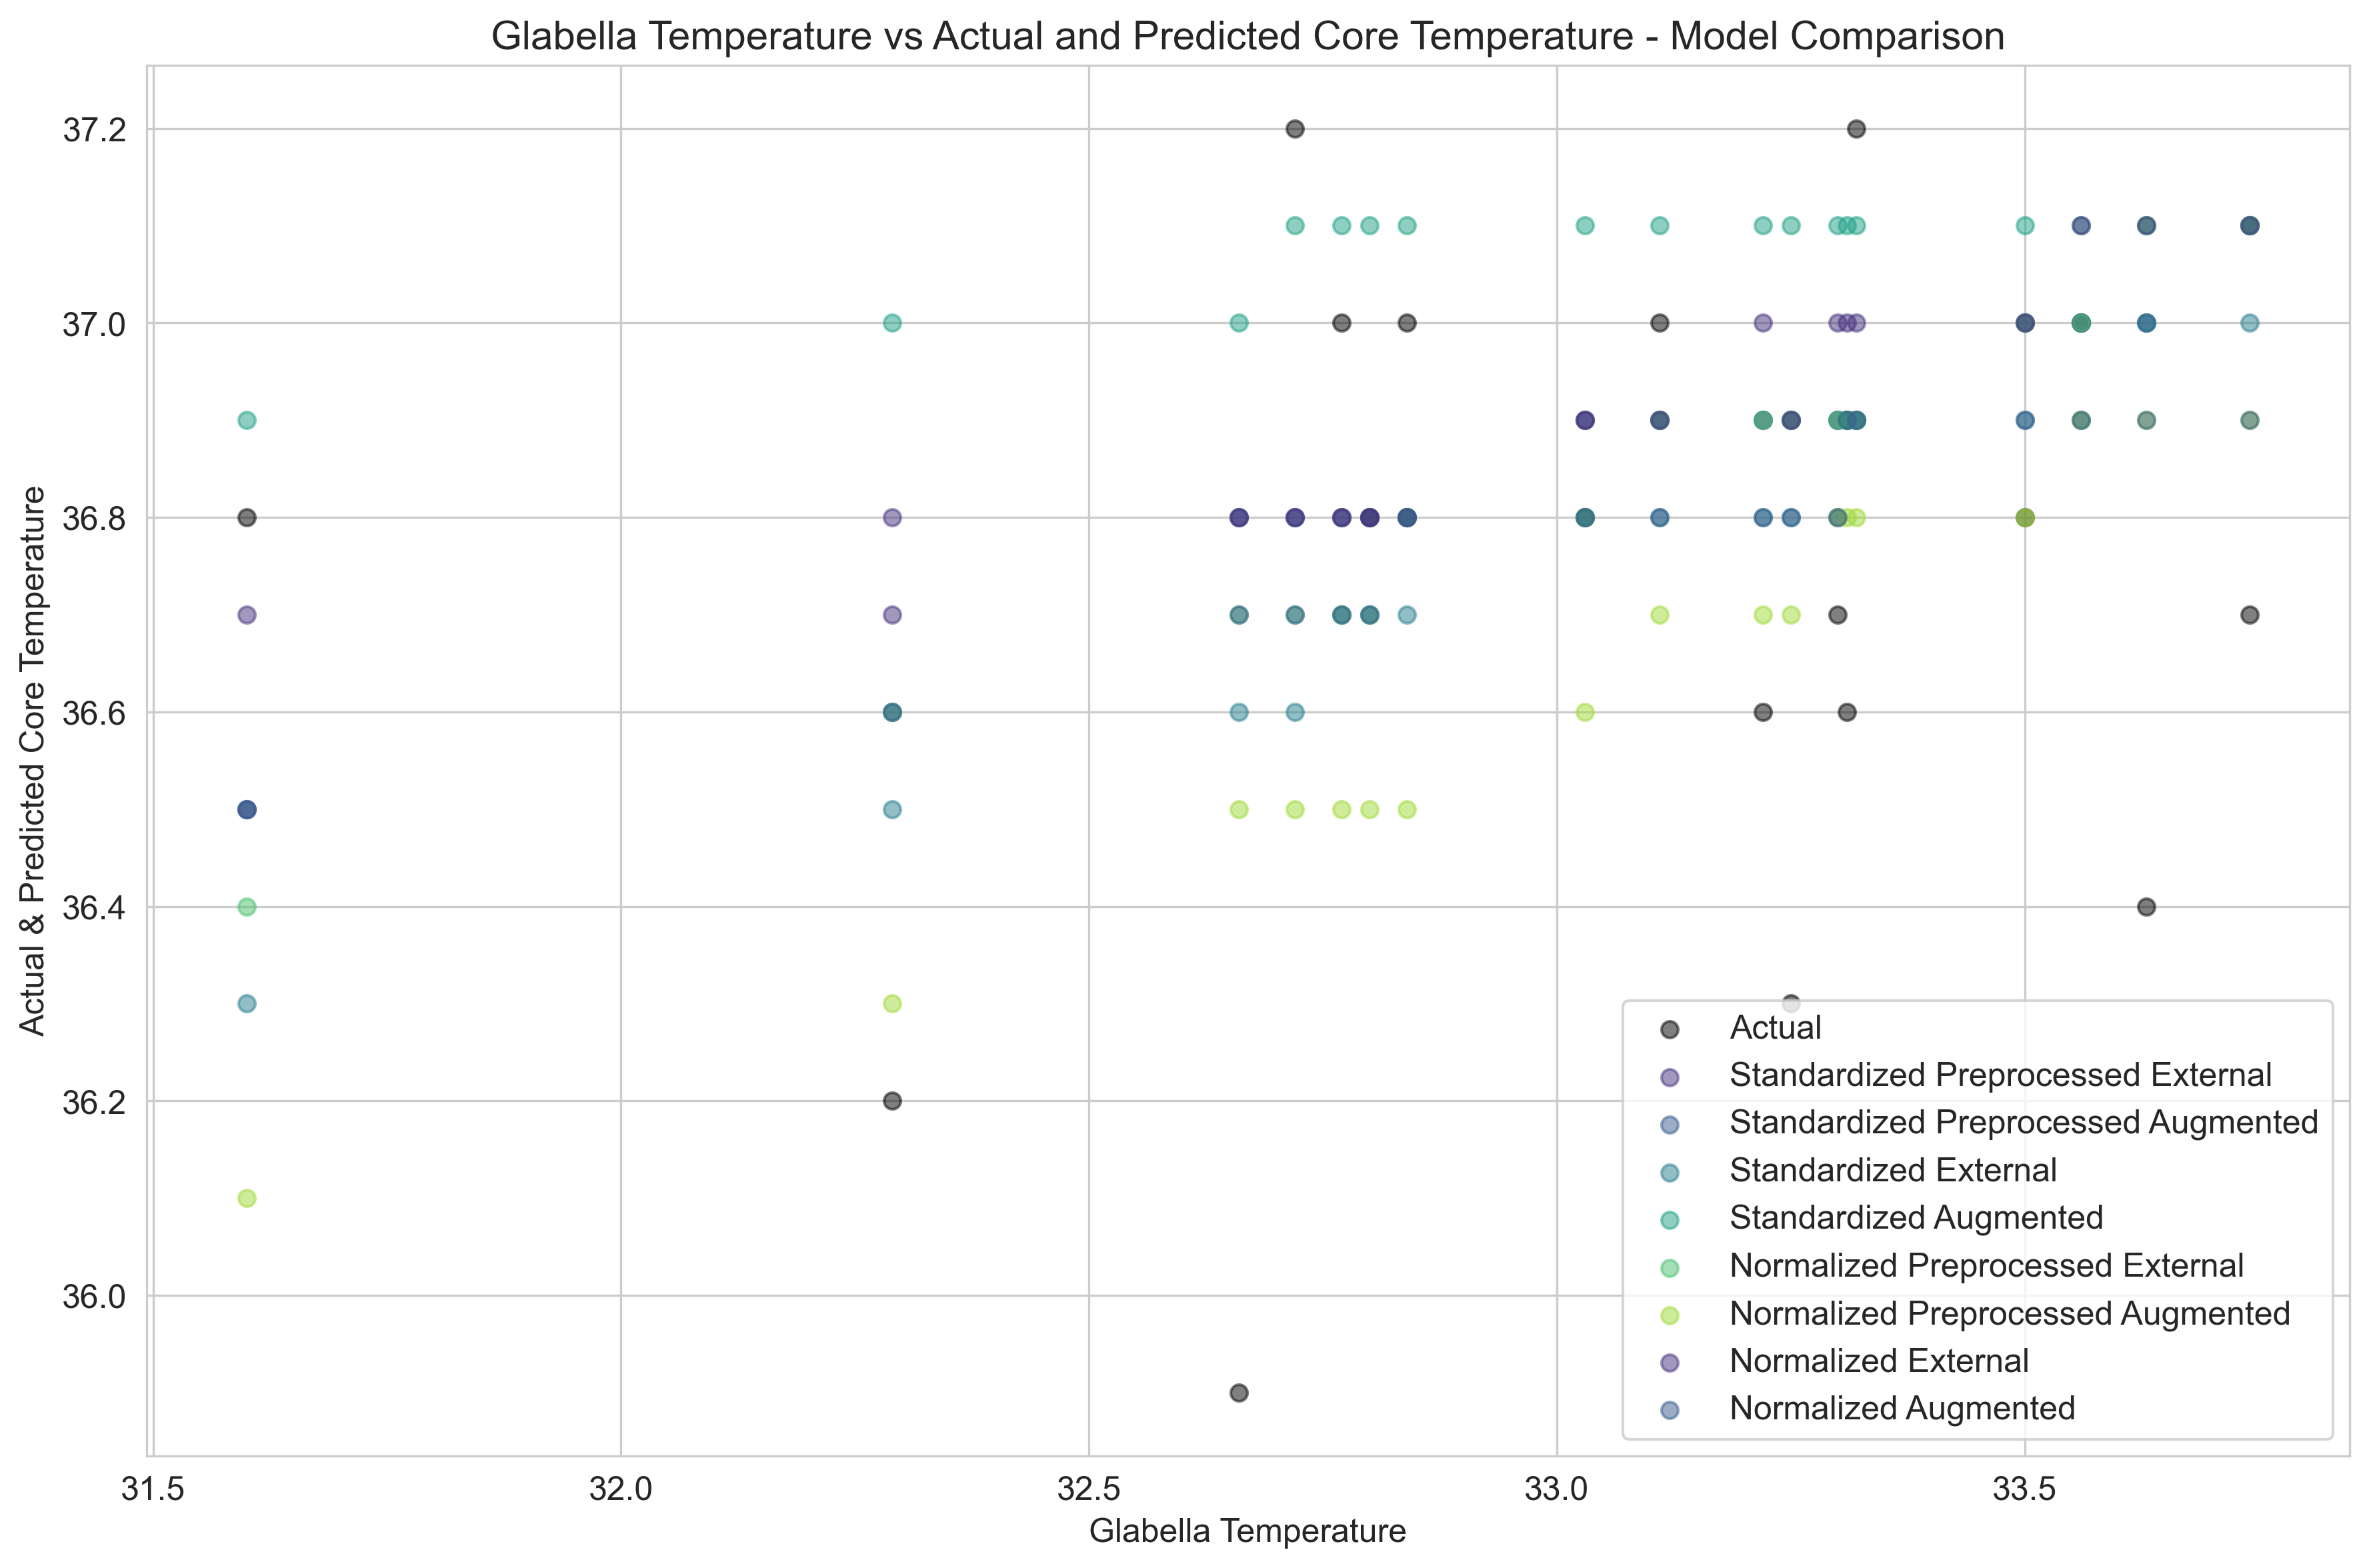 Glabella Temperature vs Actual and Predicted Core Temperature - Model Comparison
37.2
37.0
36.8
36.6
36.4
36.2
36.0
Actual & Predicted Core Temperature
Actual
Standardized Preprocessed External
Standardized Preprocessed Augmented
Standardized External
Standardized Augmented
Normalized Preprocessed External
Normalized Preprocessed Augmented
Normalized External
Normalized Augmented
31.5 32.0 32.5 33.0 33.5
Glabella Temperature